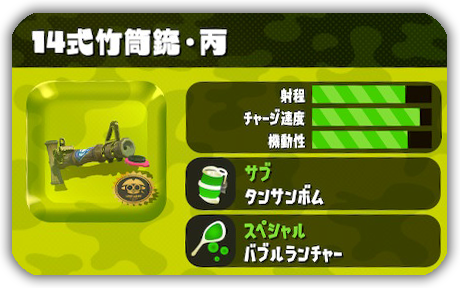 14式竹筒銃・丙
射程
チャージ速度
機動性
サブ
タンサンボム
スペシャル
バブルランチャー